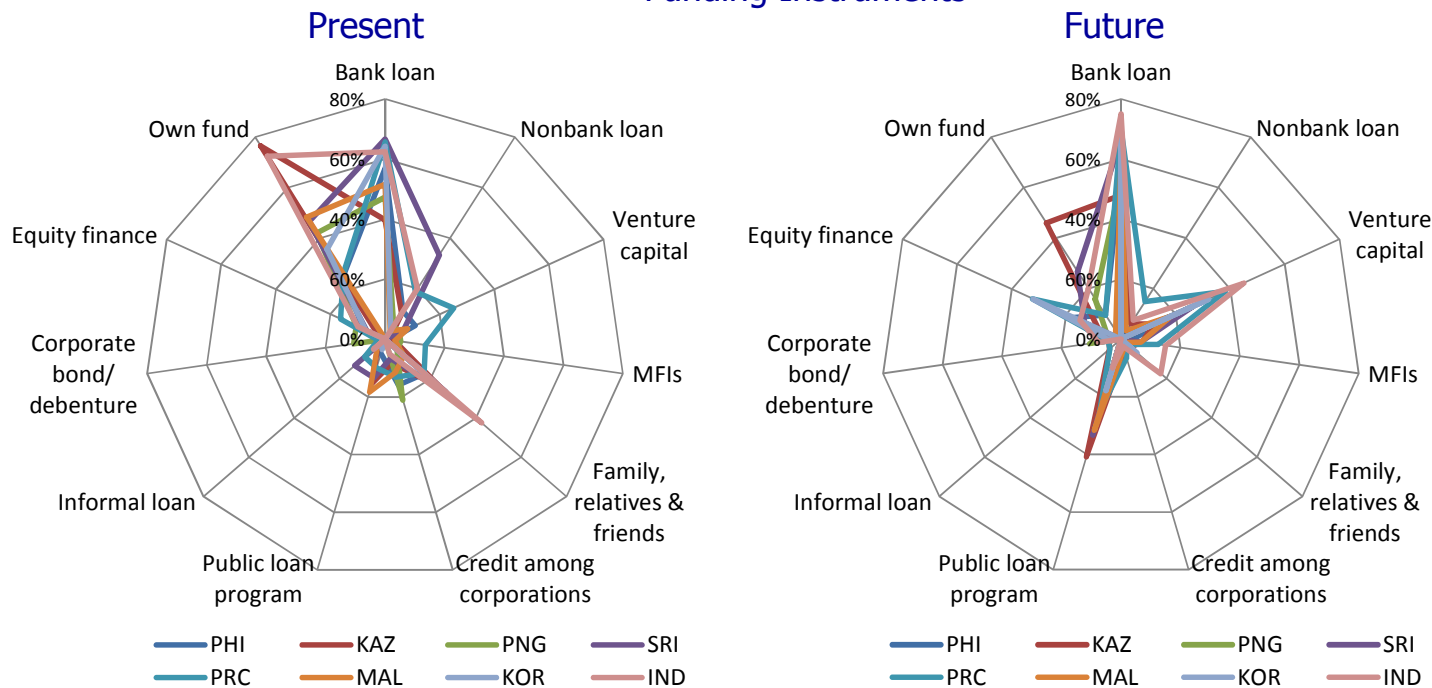 Funding Instruments
Present
Bank loan
80%
60%
40%
60%
0%
Nonbank loan
Venture
capital
MFIs
Family,
relatives &
friends
Credit among
corporations
Public loan
program
Informal loan
Corporate
bond/
debenture
Equity finance
Own fund
PHI KAZ PNG SRI
PRC MAL KOR IND
Future
Bank loan
80%
60%
40%
60%
0%
Nonbank loan
Venture
capital
MFIs
Family,
relatives &
friends
Credit among
corporations
Public loan
program
Informal loan
Corporate
bond/
debenture
Equity finance
Own fund
PHI KAZ PNG SRI
PRC MAL KOR IND